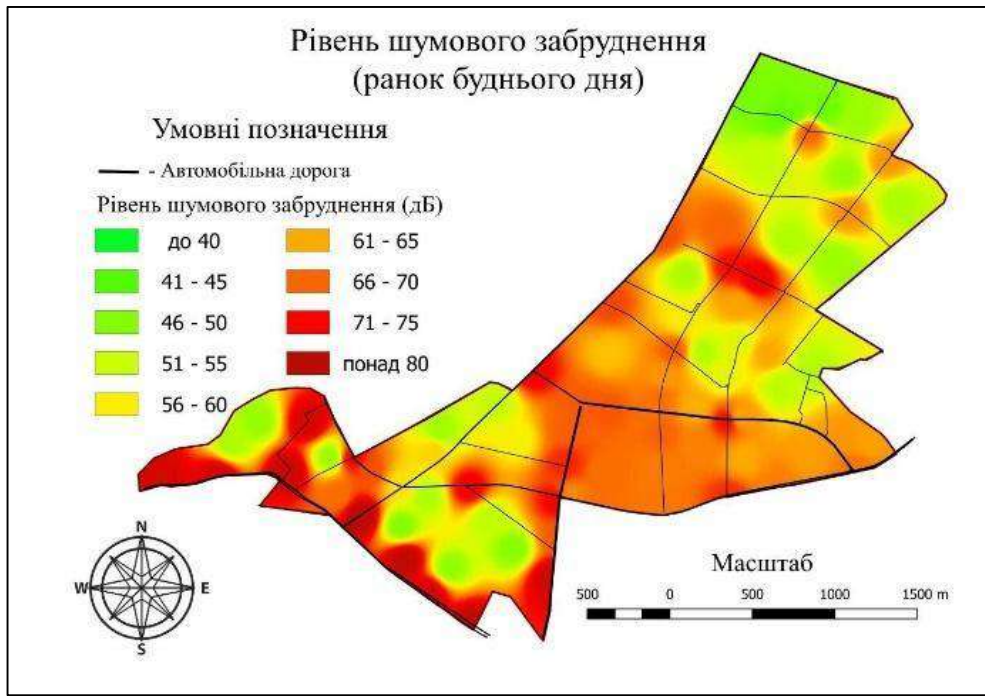 Рівень шумового забруднення
(ранок буднього дня)
Умовні позначення
- Автомобільна дорога
Рівень шумового забруднення (дБ)
до 40
61 - 65
41 - 45
66 - 70
46 - 50
71 - 75
51 - 55
понад 80
56 - 60
N
W E
S
Масштаб
500 0 500 1000 1500 m